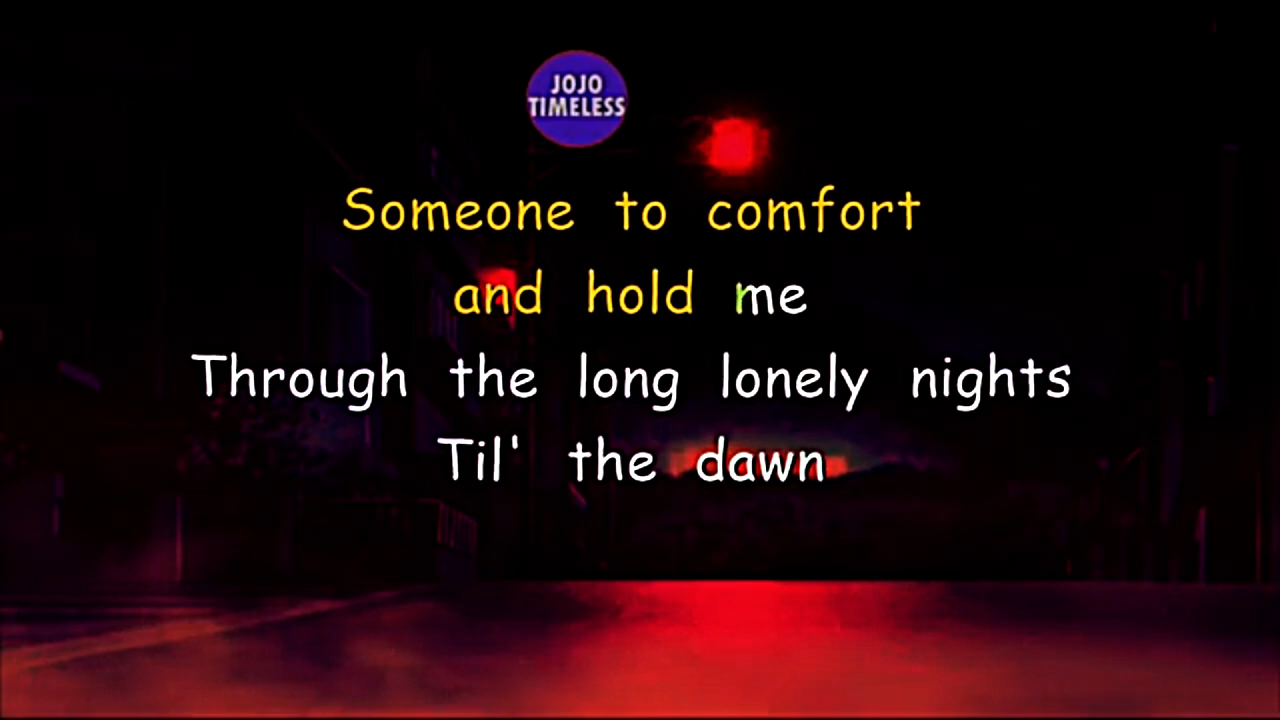 JOJO
TIMELESS
Someone to comfort
and hold me
Through the long lonely nights
Til' the dawn